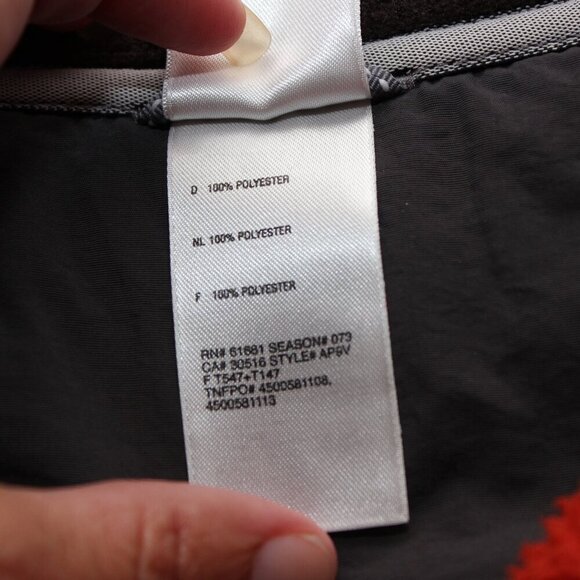 D 100% POLYESTER
NL 100% POLYESTER
F 100% POLYESTER
RN# 61661 SEASON# 073
CA# 30516 STYLE# AP9V
F T547+T147
TNFPO# 4500581108,
4500581113